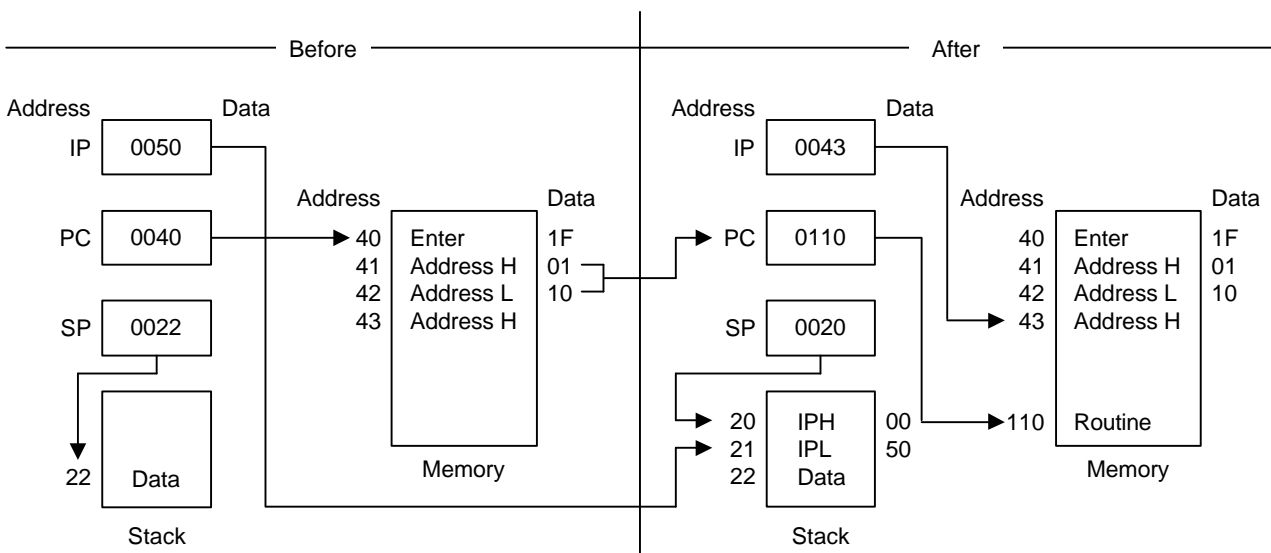 Before
Address
Data
IP
0050
PC
0040
SP
0022
22
Data
Stack
Address
Data
40 Enter 1F
41 Address H 01
42 Address L 10
43 Address H
Memory
After
Address
Data
IP
0043
PC
0110
SP
0020
20 IPH 00
21 IPL 50
22 Data
Stack
Address
Data
40 Enter 1F
41 Address H 01
42 Address L 10
43 Address H
110 Routine
Memory